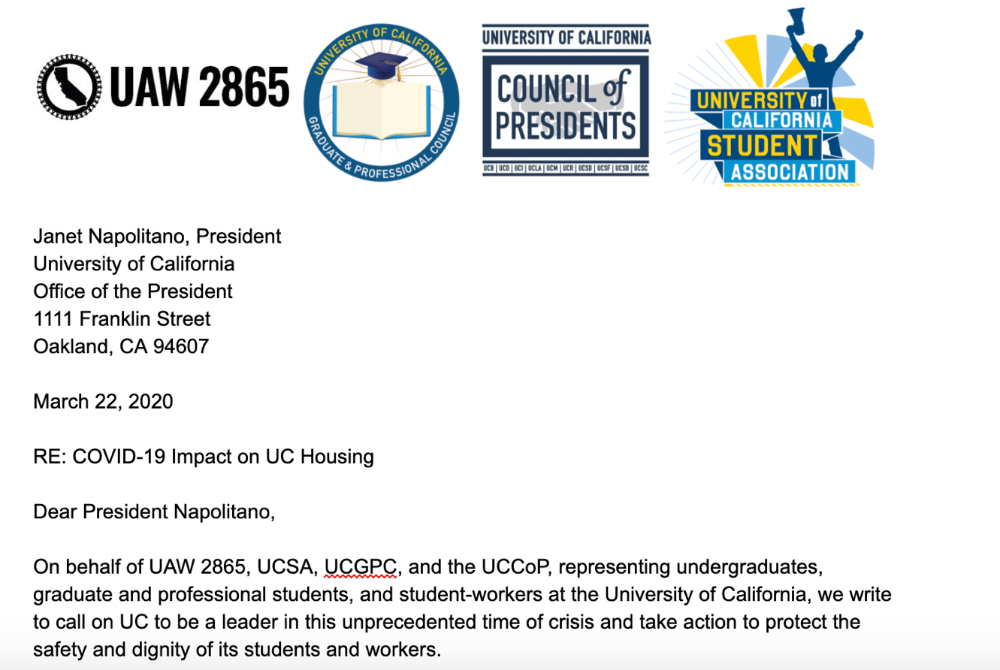 UAW 2865
UNIVERSITY OF CALIFORNIA
GRADUATE & PROFESSIONAL COUNCIL
UNIVERSITY OF CALIFORNIA
COUNCIL of
PRESIDENTS
UCB | UCD | UCI | UCLA | UCM | UCR | UCSD | UCSF | UCSB | UCSC
UNIVERSITY of
CALIFORNIA
STUDENT
ASSOCIATION
Janet Napolitano, President
University of California
Office of the President
1111 Franklin Street
Oakland, CA 94607
March 22, 2020
RE: COVID-19 Impact on UC Housing
Dear President Napolitano,
On behalf of UAW 2865, UCSA, UCGPC, and the UCCoP, representing undergraduates,
graduate and professional students, and student-workers at the University of California, we write
to call on UC to be a leader in this unprecedented time of crisis and take action to protect the
safety and dignity of its students and workers.